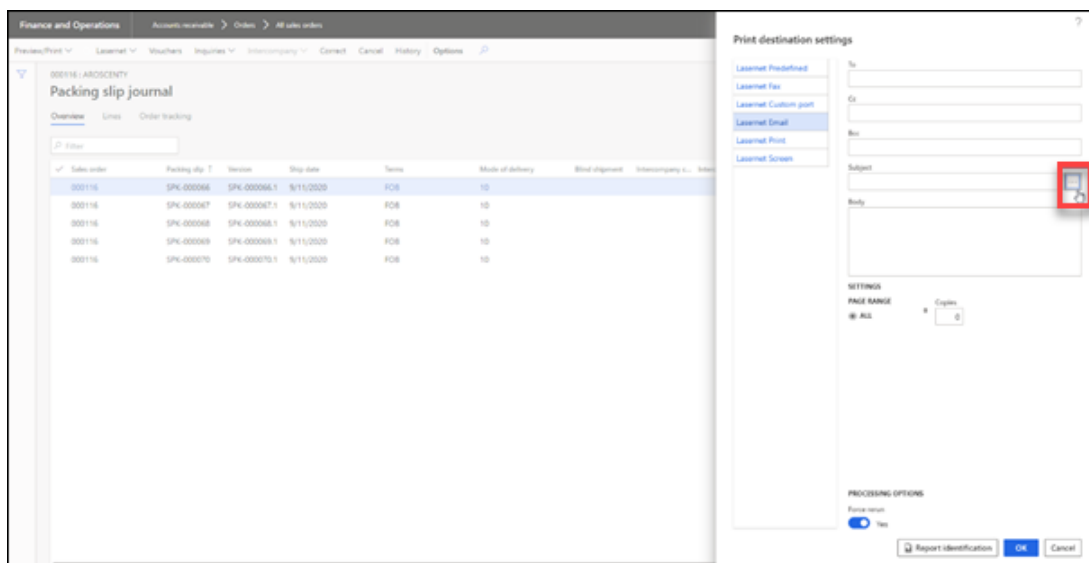 Finance and Operations Accounts receivable > Orders > All sales orders
?
Print destination settings
Preview/Print Lasernet Vouchers Inquiries Intercompany Correct Cancel History Options
000116 : AROSCENTY
Packing slip journal
Overview Lines Order tracking
Filter
Sales order Packing slip ↑ Version Ship date Terms Mode of delivery Blind shipment Intercompany c...
000116 SPK-000066 SPK-000066.1 9/11/2020 FOB 10
000116 SPK-000067 SPK-000067.1 9/11/2020 FOB 10
000116 SPK-000068 SPK-000068.1 9/11/2020 FOB 10
000116 SPK-000069 SPK-000069.1 9/11/2020 FOB 10
000116 SPK-000070 SPK-000070.1 9/11/2020 FOB 10
Lasernet Predefined
Lasernet Fax
Lasernet Custom port
Lasernet Email
Lasernet Print
Lasernet Screen
To
Cc
Bcc
Subject
Body
SETTINGS
PAGE RANGE
ALL
Copies
0
PROCESSING OPTIONS
Force rerun
Yes
Report identification OK Cancel